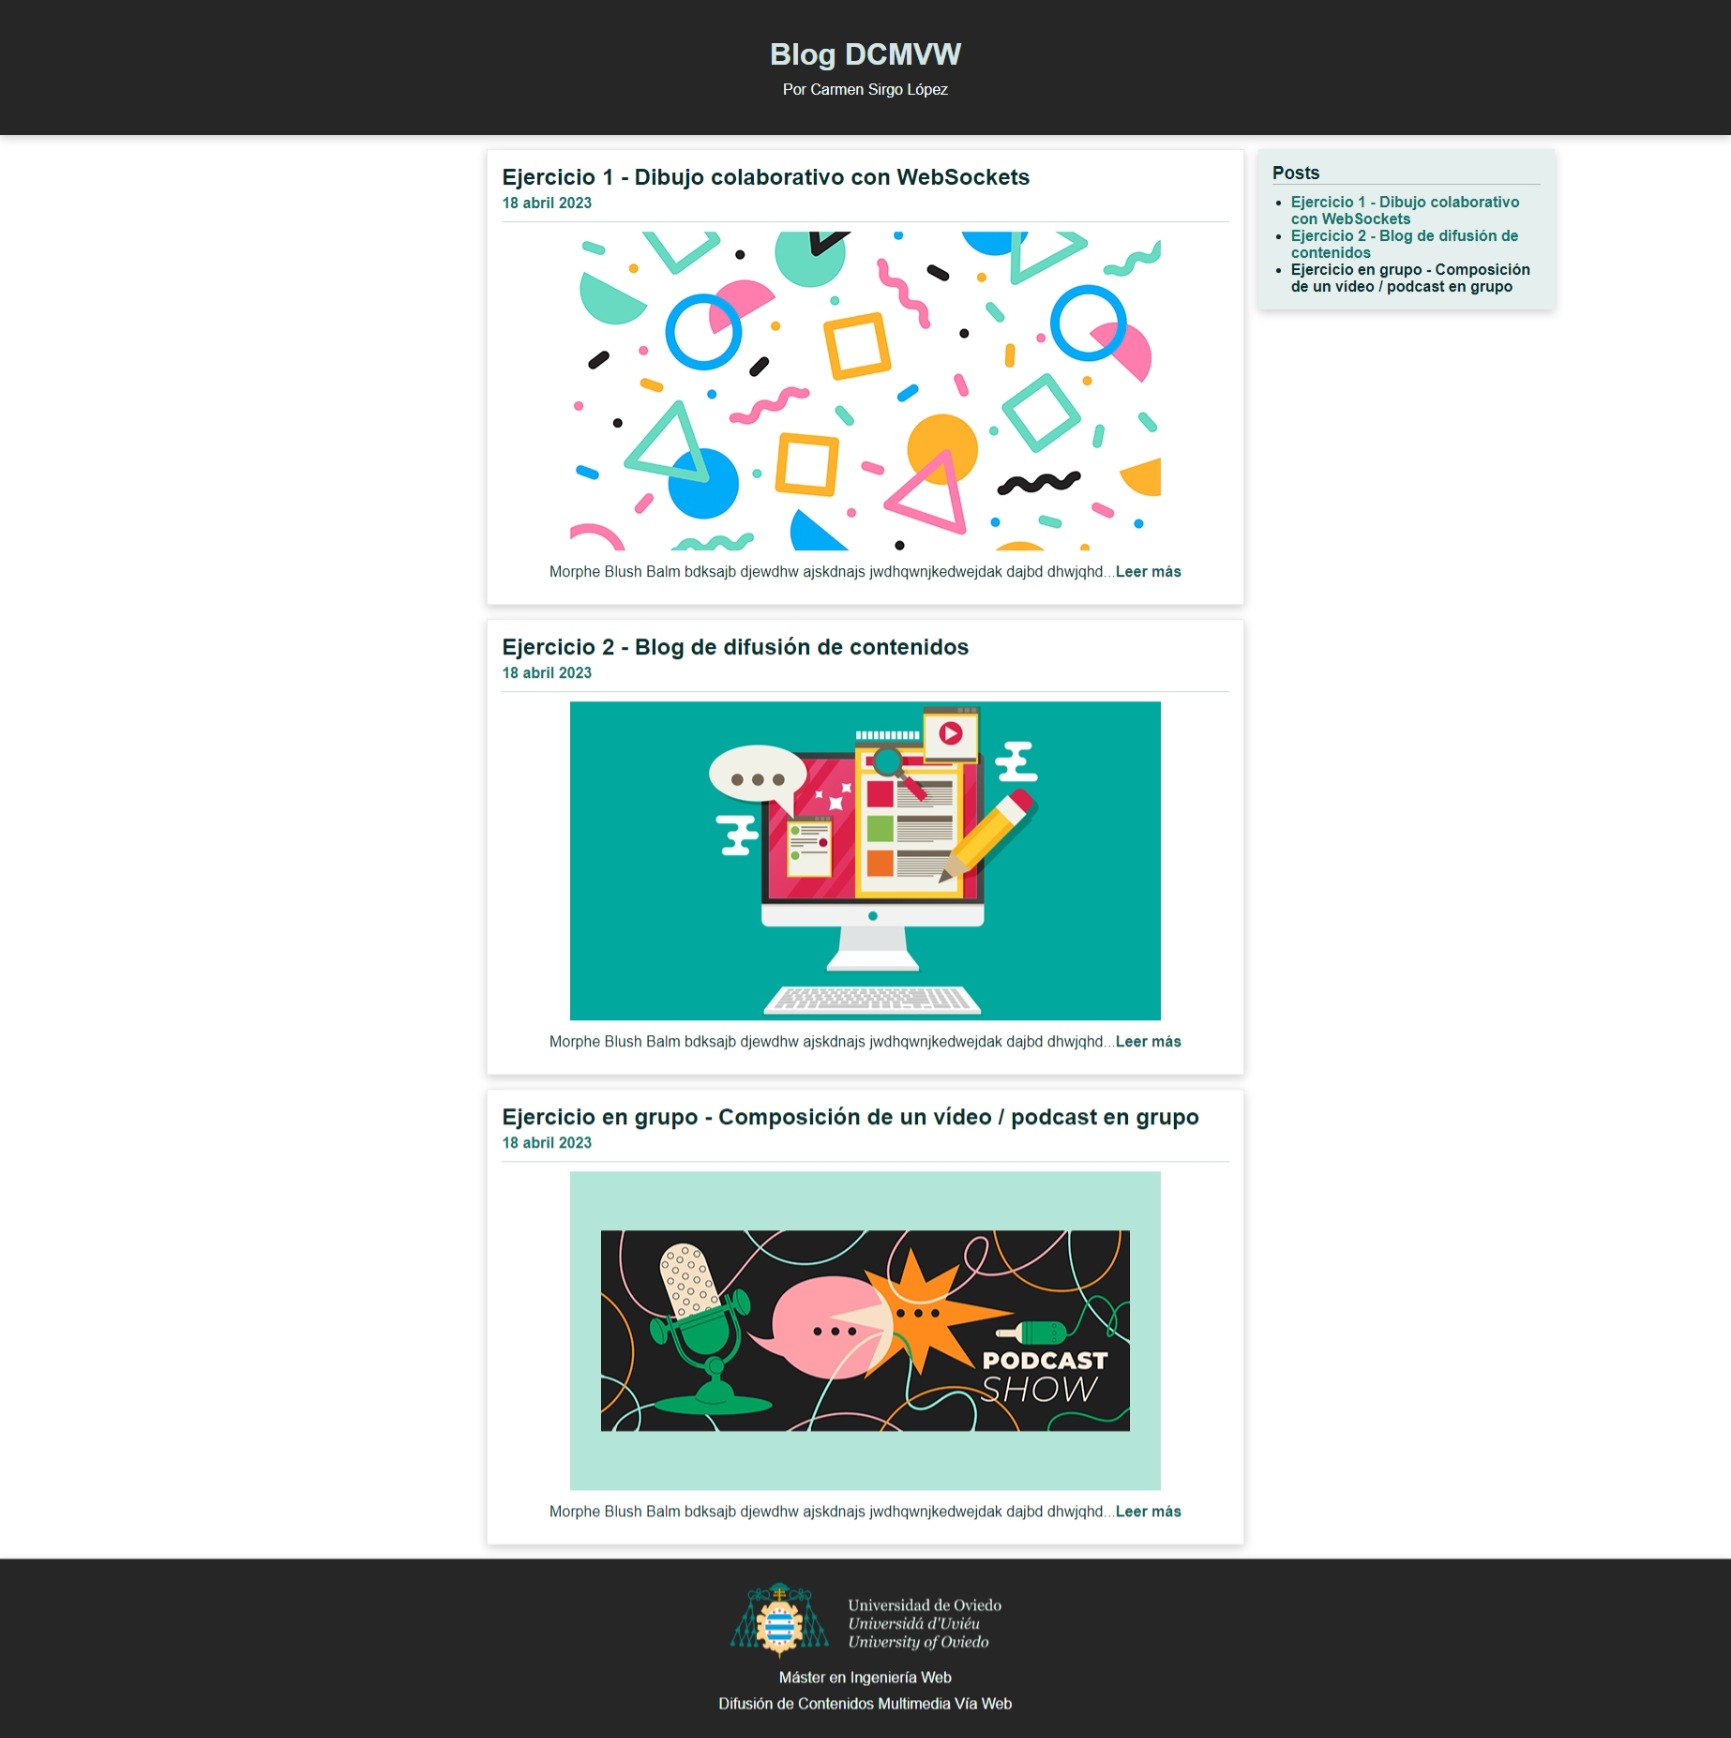 Blog DCMVW
Por Carmen Sirgo López
Ejercicio 1 - Dibujo colaborativo con WebSockets
18 abril 2023
Morphe Blush Balm bdksajb djewdhw ajskdnajs jwdhqwnjkedwejdak dajbd dhwjqhd...Leer más
Ejercicio 2 - Blog de difusión de contenidos
18 abril 2023
Morphe Blush Balm bdksajb djewdhw ajskdnajs jwdhqwnjkedwejdak dajbd dhwjqhd...Leer más
Ejercicio en grupo - Composición de un vídeo / podcast en grupo
18 abril 2023
PODCAST
SHOW
Morphe Blush Balm bdksajb djewdhw ajskdnajs jwdhqwnjkedwejdak dajbd dhwjqhd...Leer más
Posts
Ejercicio 1 - Dibujo colaborativo
con WebSockets
Ejercicio 2 - Blog de difusión de
contenidos
Ejercicio en grupo - Composición
de un vídeo / podcast en grupo
Universidad de Oviedo
Universidá d'Uviéu
University of Oviedo
Máster en Ingeniería Web
Difusión de Contenidos Multimedia Vía Web